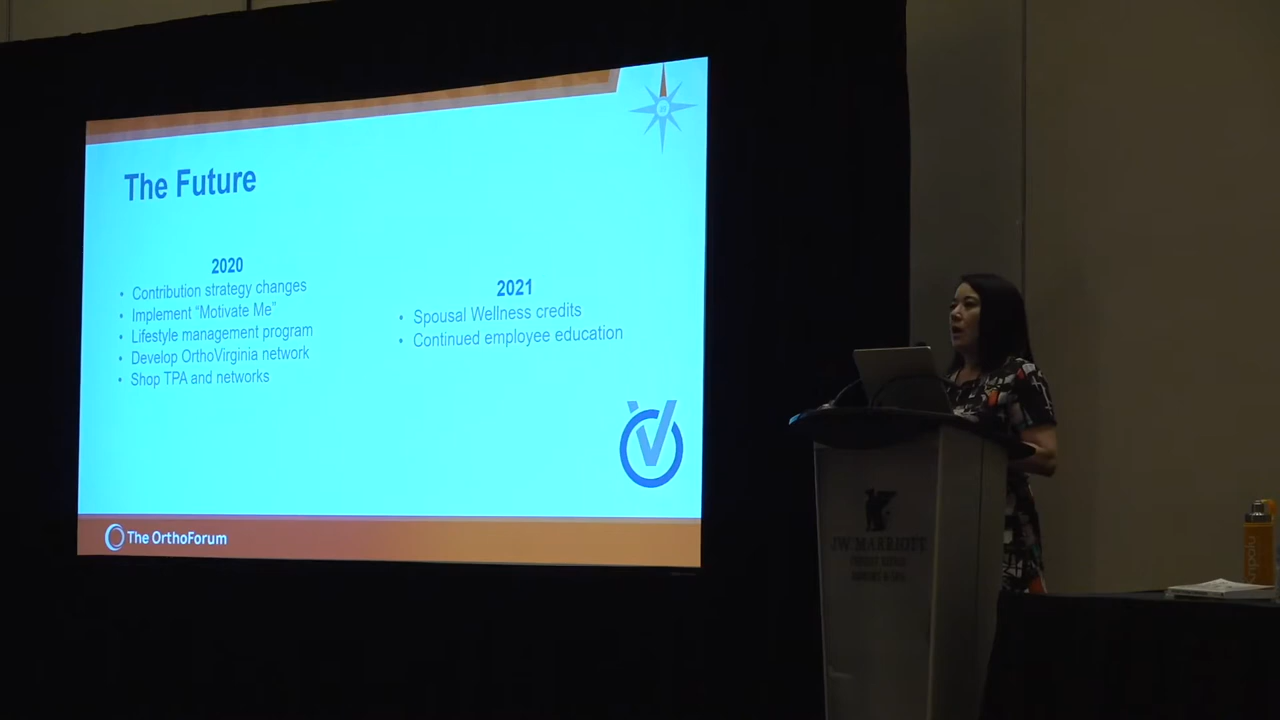 The Future
2020
• Contribution strategy changes
• Implement “Motivate Me”
• Lifestyle management program
• Develop OrthoVirginia network
• Shop TPA and networks
2021
• Spousal Wellness credits
• Continued employee education
The OrthoForum
JW MARRIOTT